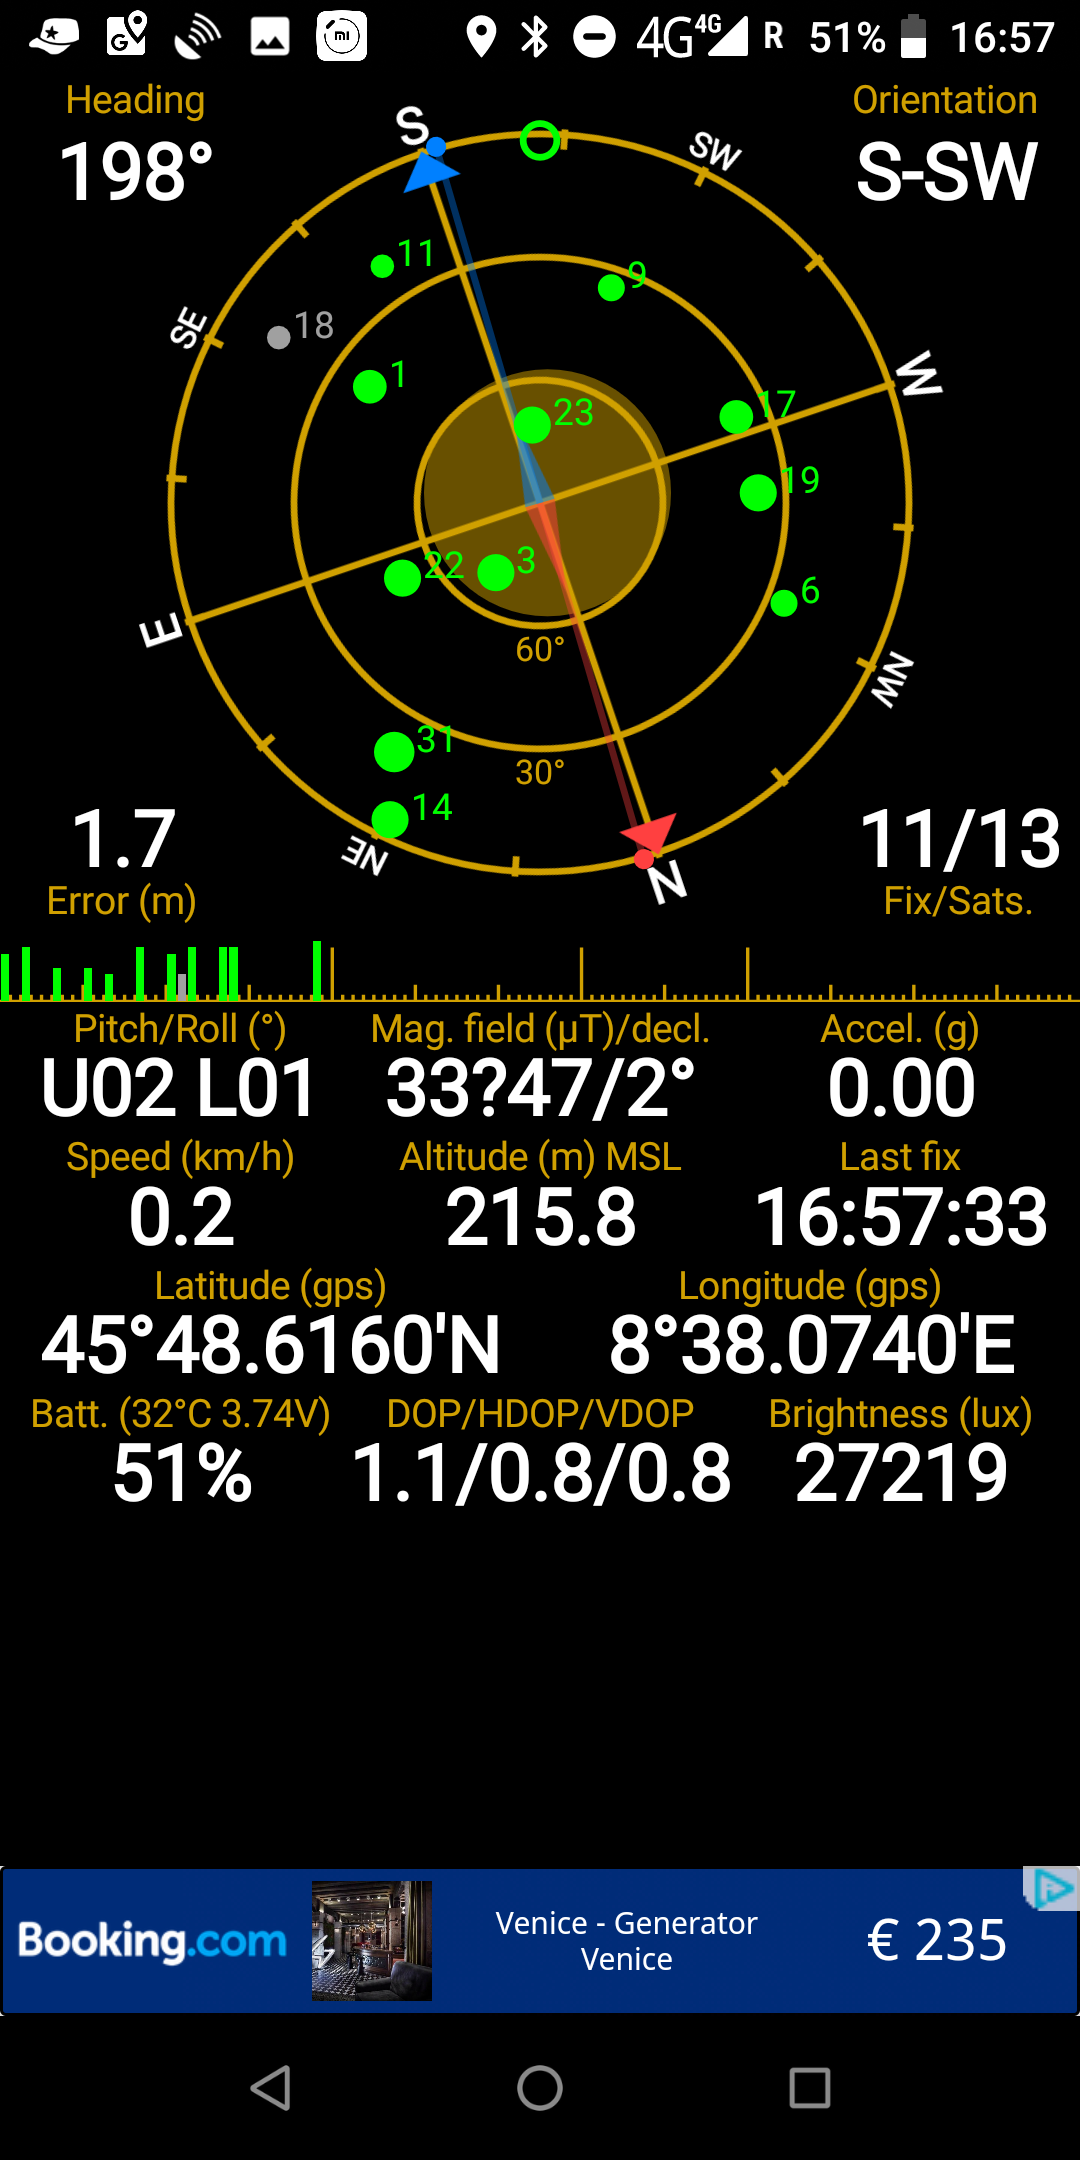 4G 4G R 51% 16:57
Heading Orientation
198° S-SW
S
SW
11
9
18
SE
1
W
17
23
19
22
3
6
E
60°
NW
31
30°
14
NE
N
1.7 11/13
Error (m) Fix/Sats.
Pitch/Roll (°) Mag. field (µT)/decl. Accel. (g)
U02 L01 33?47/2° 0.00
Speed (km/h) Altitude (m) MSL Last fix
0.2 215.8 16:57:33
Latitude (gps) Longitude (gps)
45°48.6160'N 8°38.0740'E
Batt. (32°C 3.74V) DOP/HDOP/VDOP Brightness (lux)
51% 1.1/0.8/0.8 27219
Booking.com Venice - Generator € 235
Venice